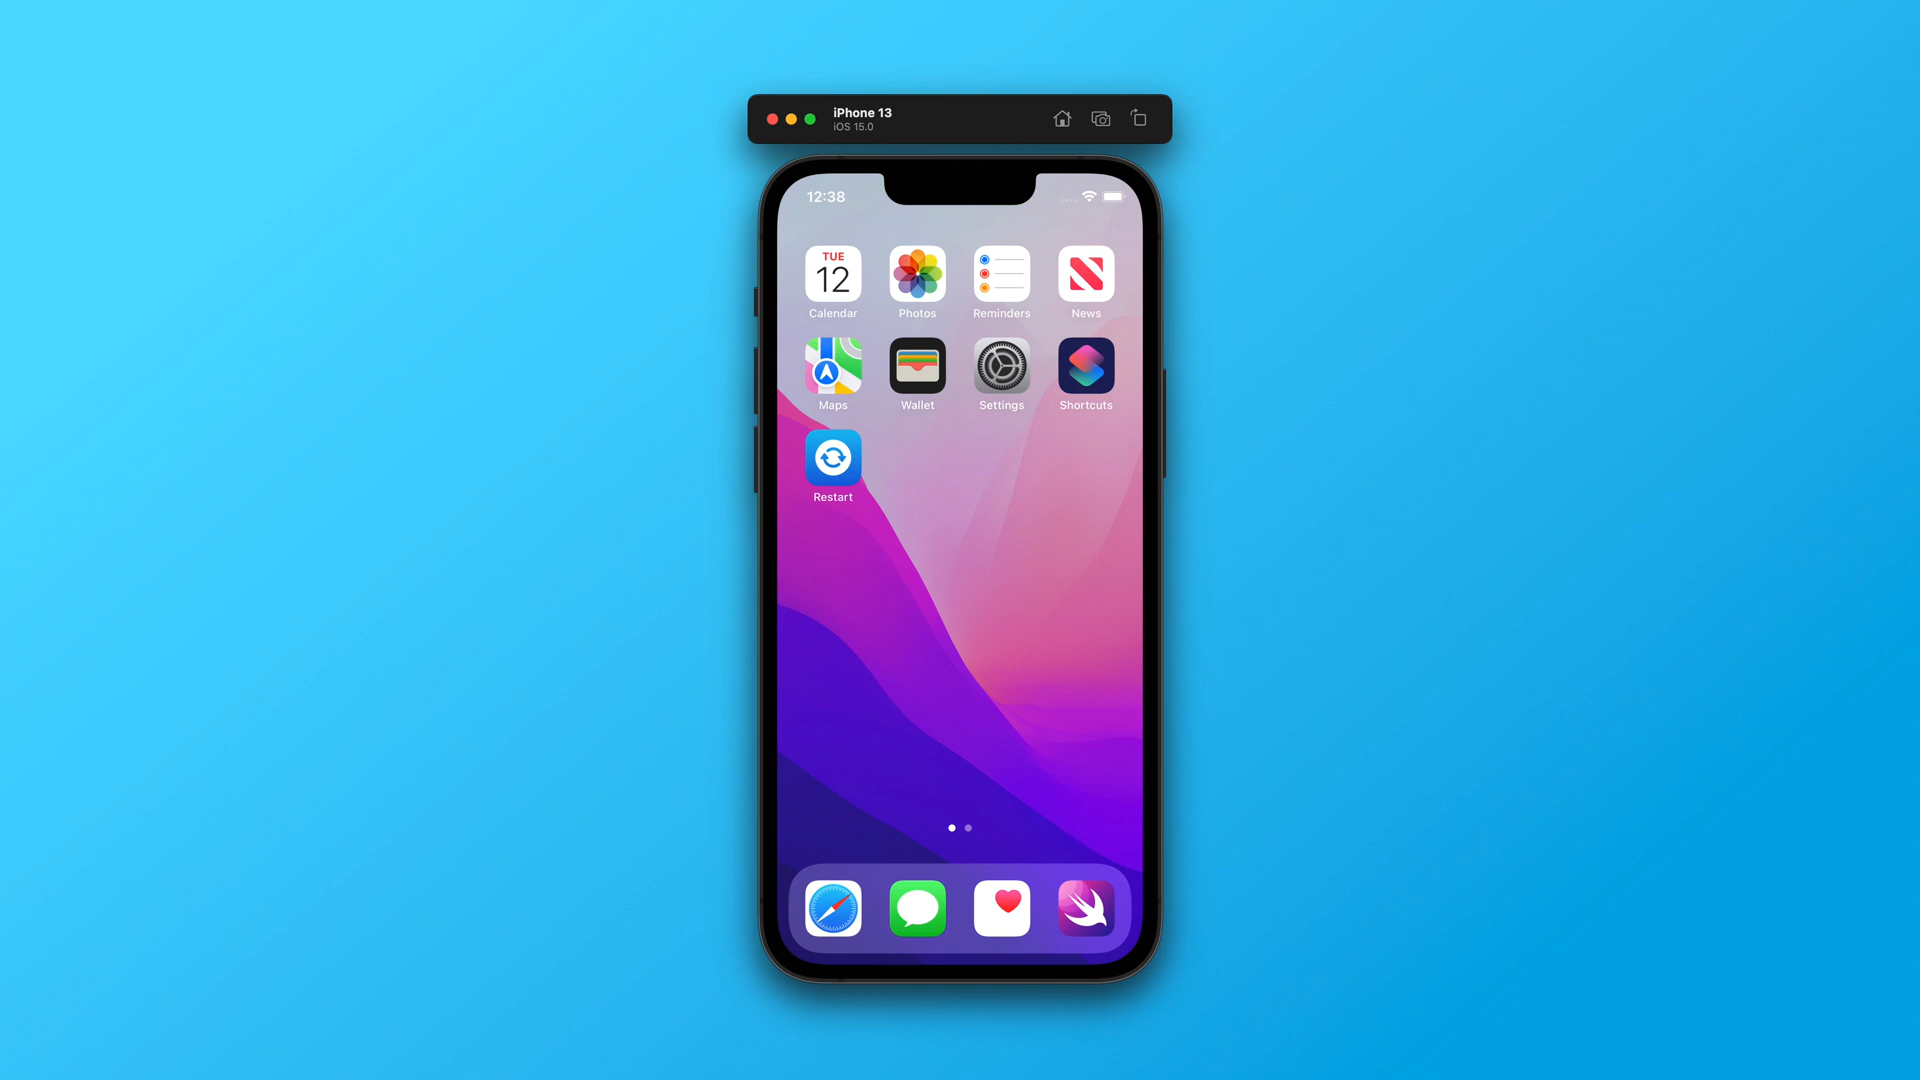 iPhone 13
iOS 15.0
12:38
TUE
12
Calendar
Photos
Reminders
News
Maps
Wallet
Settings
Shortcuts
Restart